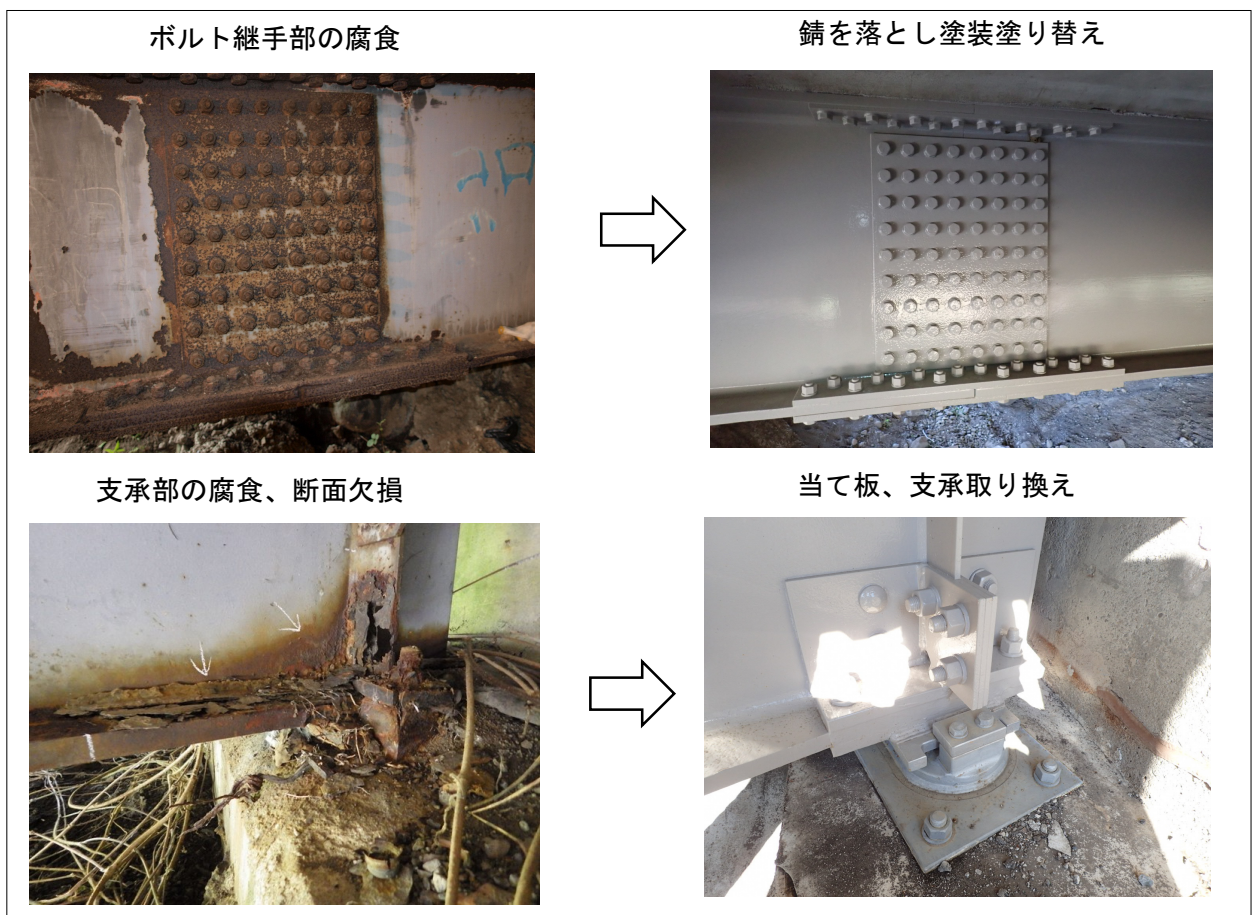 ボルト継手部の腐食
錆を落とし塗装塗り替え
コロ
支承部の腐食、断面欠損
当て板、支承取り換え